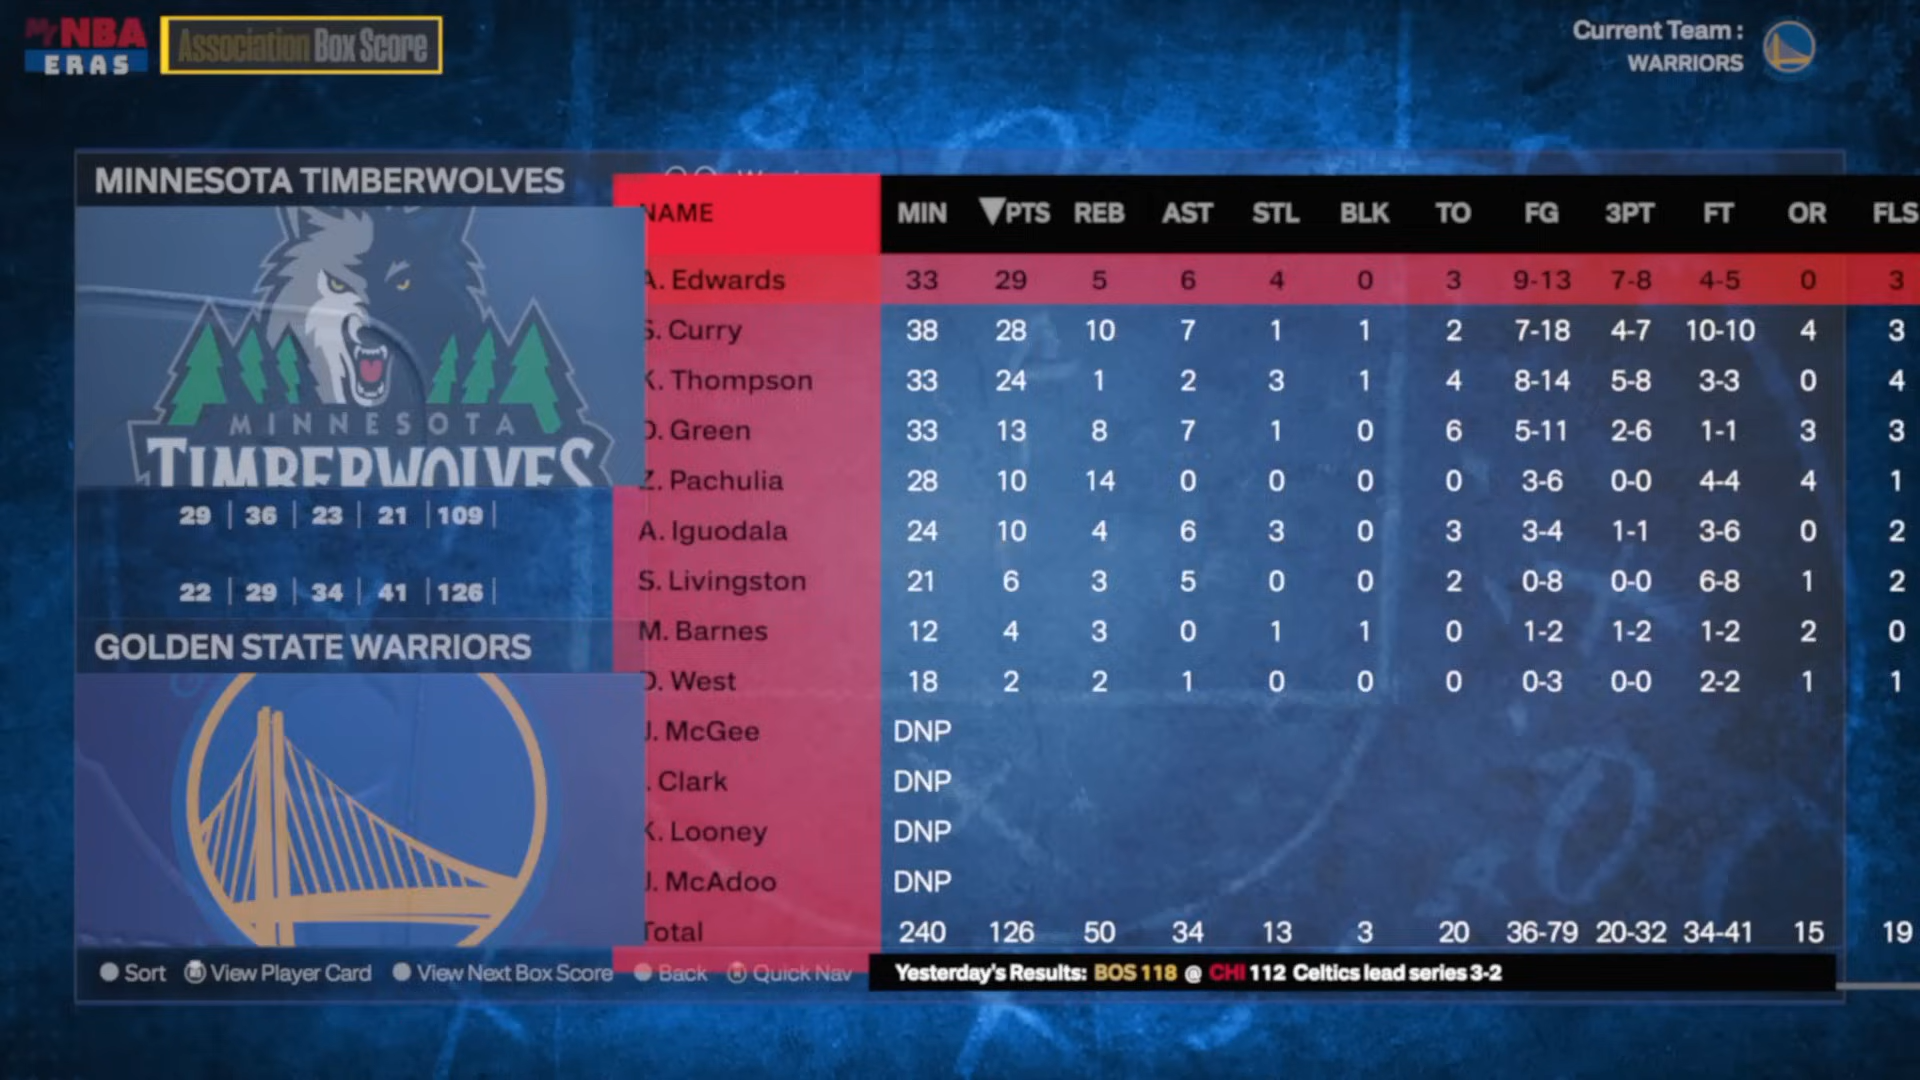 MyNBA
ERAS
Association Box Score
Current Team :
WARRIORS
MINNESOTA TIMBERWOLVES
MINNESOTA
TIMBERWOLVES
29 | 36 | 23 | 21 | 109 |
22 | 29 | 34 | 41 | 126 |
GOLDEN STATE WARRIORS
NAME MIN PTS REB AST STL BLK TO FG 3PT FT OR FLS
A. Edwards 33 29 5 6 4 0 3 9-13 7-8 4-5 0 3
S. Curry 38 28 10 7 1 1 2 7-18 4-7 10-10 4 3
K. Thompson 33 24 1 2 3 1 4 8-14 5-8 3-3 0 4
D. Green 33 13 8 7 1 0 6 5-11 2-6 1-1 3 3
Z. Pachulia 28 10 14 0 0 0 0 3-6 0-0 4-4 4 1
A. Iguodala 24 10 4 6 3 0 3 3-4 1-1 3-6 0 2
S. Livingston 21 6 3 5 0 0 2 0-8 0-0 6-8 1 2
M. Barnes 12 4 3 0 1 1 0 1-2 1-2 1-2 2 0
D. West 18 2 2 1 0 0 0 0-3 0-0 2-2 1 1
J. McGee DNP
. Clark DNP
K. Looney DNP
J. McAdoo DNP
Total 240 126 50 34 13 3 20 36-79 20-32 34-41 15 19
Sort View Player Card View Next Box Score Back Quick Nav
Yesterday's Results: BOS 118 @ CHI 112 Celtics lead series 3-2